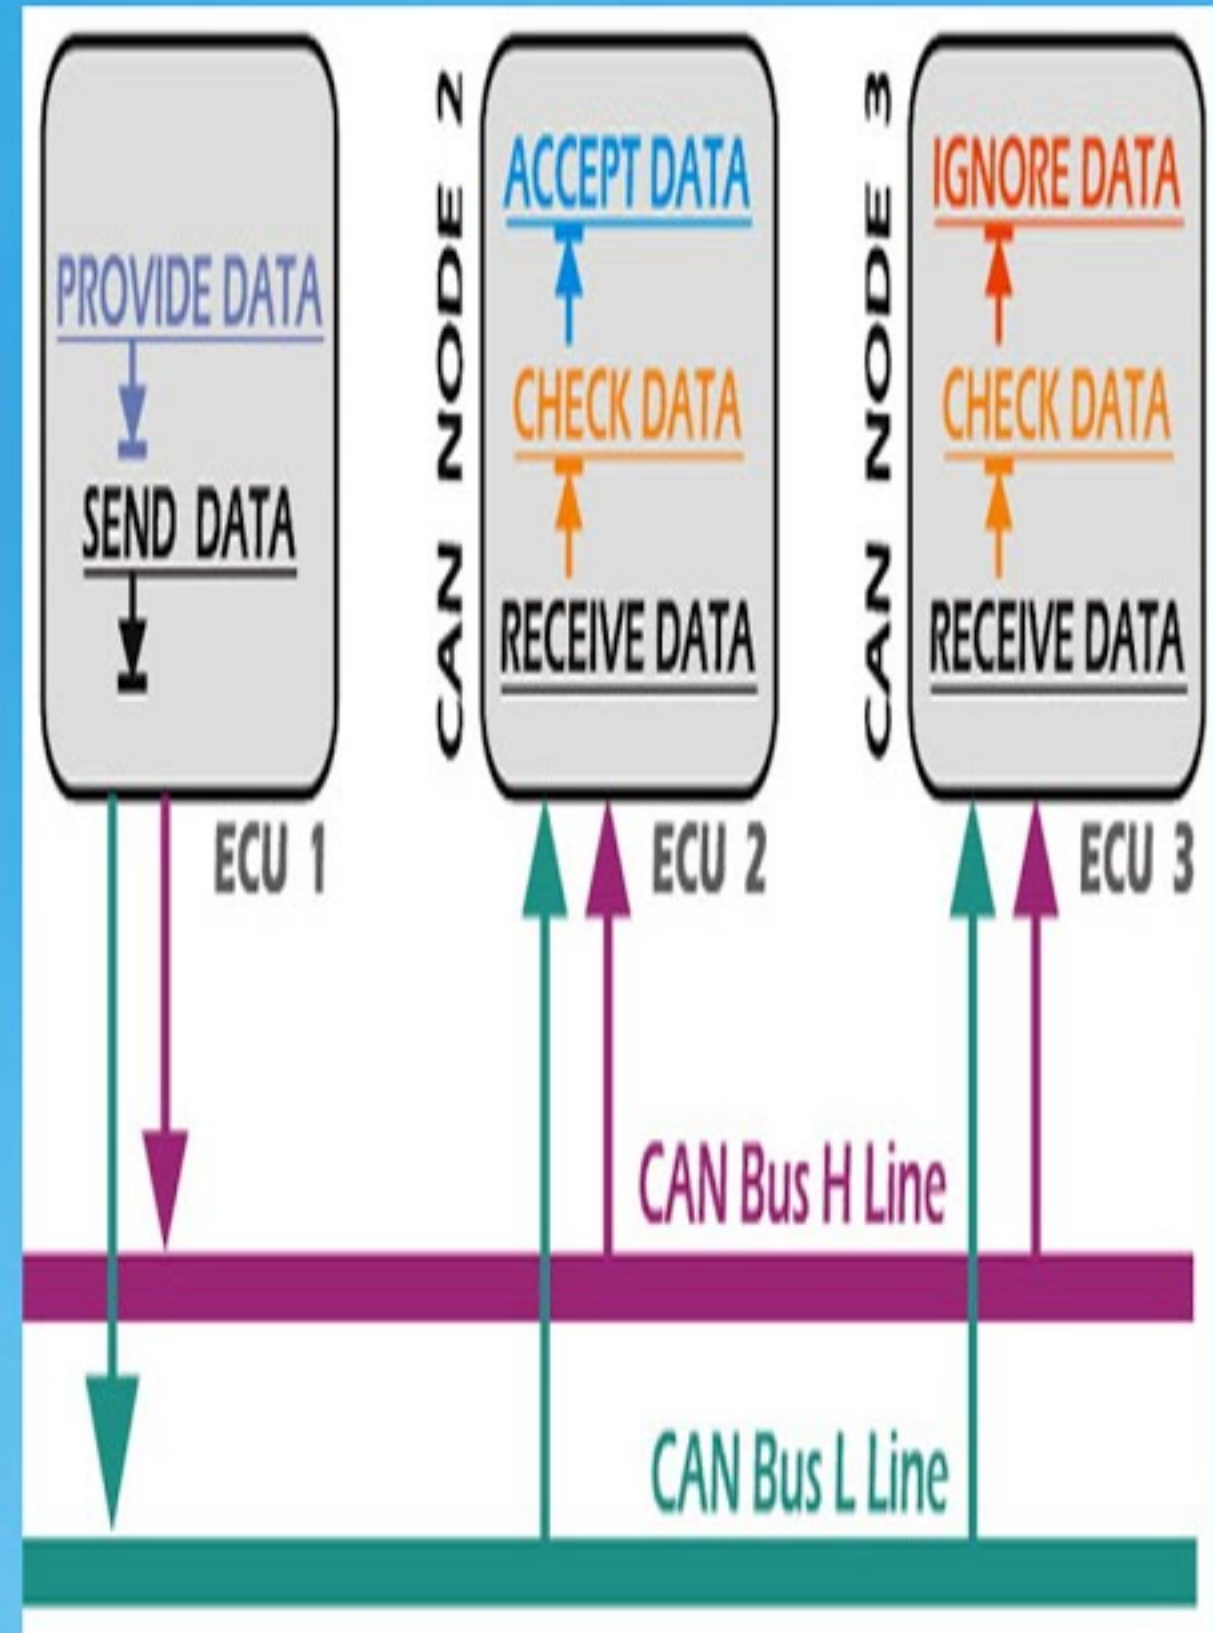 PROVIDE DATA
SEND DATA
ECU 1
CAN NODE 2
ACCEPT DATA
CHECK DATA
RECEIVE DATA
ECU 2
CAN NODE 3
IGNORE DATA
CHECK DATA
RECEIVE DATA
ECU 3
CAN Bus H Line
CAN Bus L Line